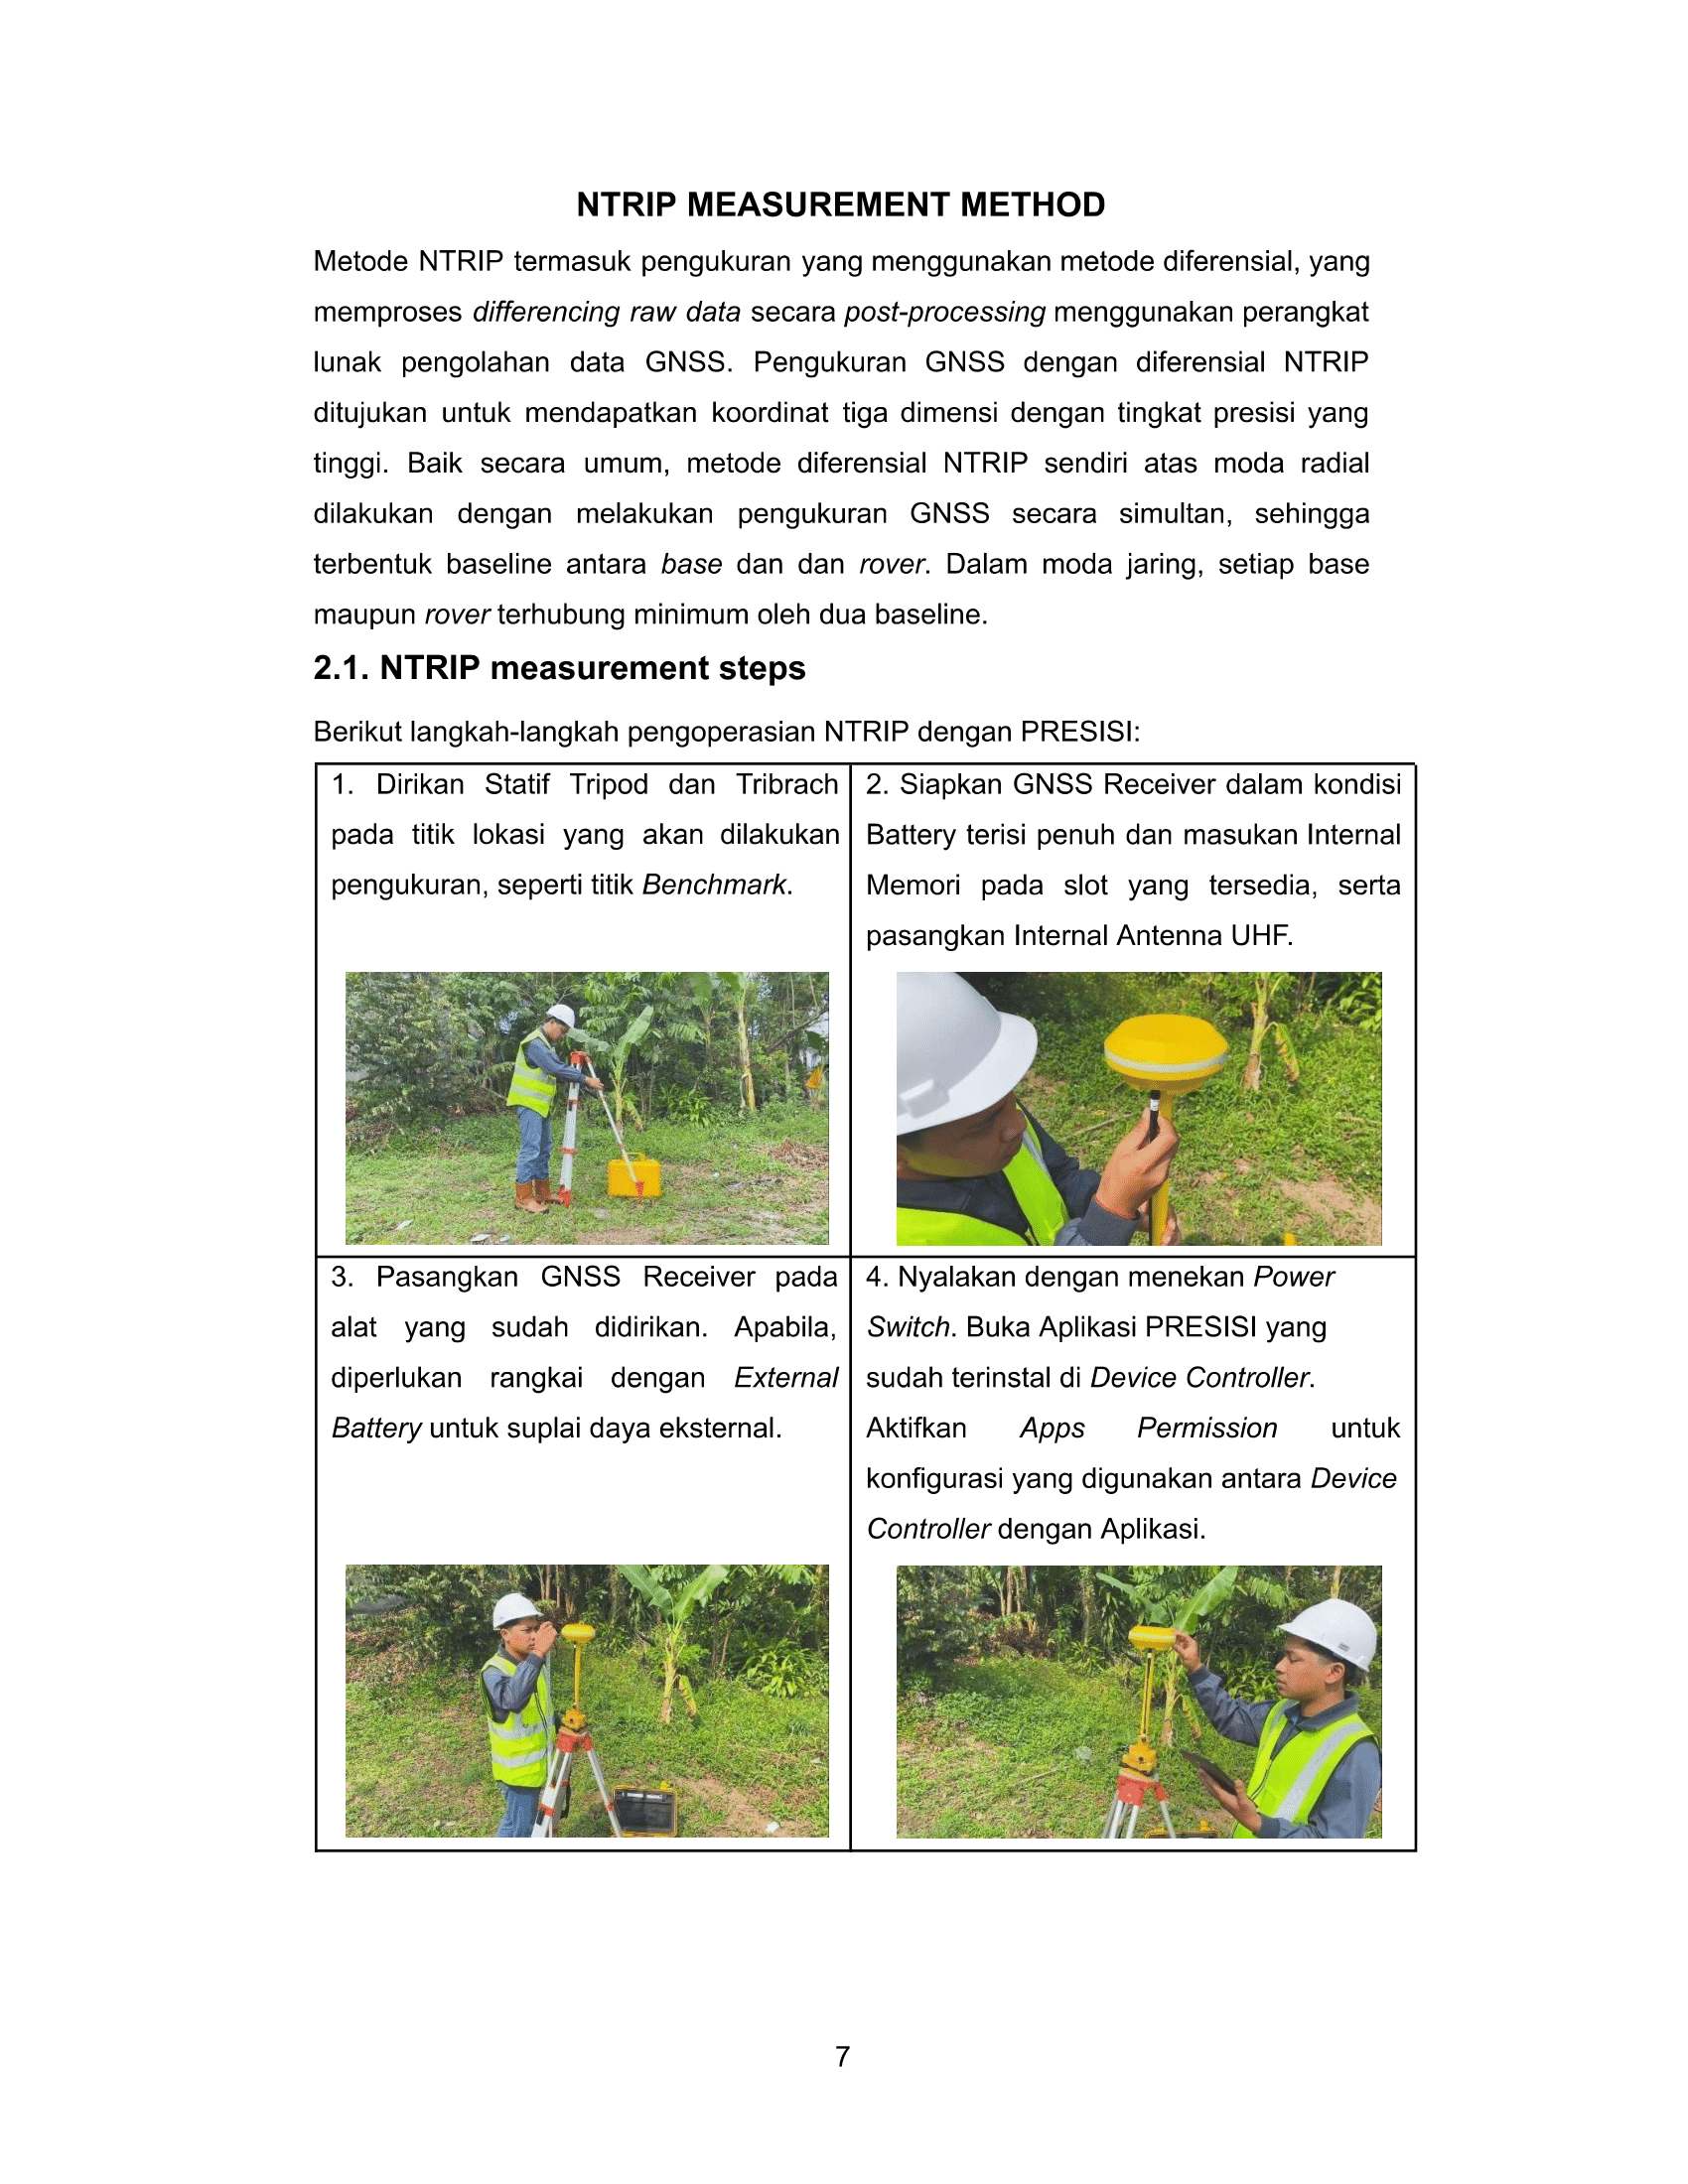 NTRIP MEASUREMENT METHOD
Metode NTRIP termasuk pengukuran yang menggunakan metode diferensial, yang
memproses differencing raw data secara post-processing menggunakan perangkat
lunak pengolahan data GNSS. Pengukuran GNSS dengan diferensial NTRIP
ditujukan untuk mendapatkan koordinat tiga dimensi dengan tingkat presisi yang
tinggi. Baik secara umum, metode diferensial NTRIP sendiri atas moda radial
dilakukan dengan melakukan pengukuran GNSS secara simultan, sehingga
terbentuk baseline antara base dan dan rover. Dalam moda jaring, setiap base
maupun rover terhubung minimum oleh dua baseline.
2.1. NTRIP measurement steps
Berikut langkah-langkah pengoperasian NTRIP dengan PRESISI:
1. Dirikan Statif Tripod dan Tribrach
pada titik lokasi yang akan dilakukan
pengukuran, seperti titik Benchmark.
2. Siapkan GNSS Receiver dalam kondisi
Battery terisi penuh dan masukan Internal
Memori pada slot yang tersedia, serta
pasangkan Internal Antenna UHF.
3. Pasangkan GNSS Receiver pada
alat yang sudah didirikan. Apabila,
diperlukan rangkai dengan External
Battery untuk suplai daya eksternal.
4. Nyalakan dengan menekan Power
Switch. Buka Aplikasi PRESISI yang
sudah terinstal di Device Controller.
Aktifkan Apps Permission untuk
konfigurasi yang digunakan antara Device
Controller dengan Aplikasi.
7